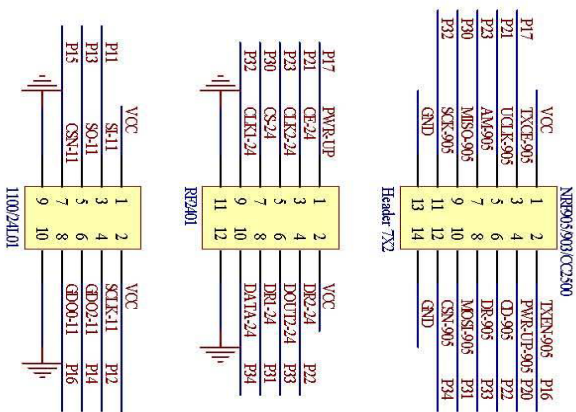 NRF905/903/CC2500
VCC 1 2 TXEN-905 P16
P17 TXCE-905 3 4 PWR-UP-905 P20
P21 UCLK-905 5 6 CD-905 P22
P23 AM-905 7 8 DR-905 P33
P30 MISO-905 9 10 MOSI-905 P31
P32 SCK-905 11 12 CSN-905 P34
GND 13 14 GND
Header 7X2
P17 PWR-UP 1 2 VCC
P21 CE-24 3 4 DR2-24 P22
P23 CLK2-24 5 6 DOUT2-24 P33
P30 CS-24 7 8 DR1-24 P31
P32 CLK1-24 9 10 DATA-24 P34
11 12
RF2401
VCC 1 2 VCC
P11 SI-11 3 4 SCLK-11 P12
P13 SO-11 5 6 GDO2-11 P14
P15 CSN-11 7 8 GDO0-11 P16
9 10
1100/24L01